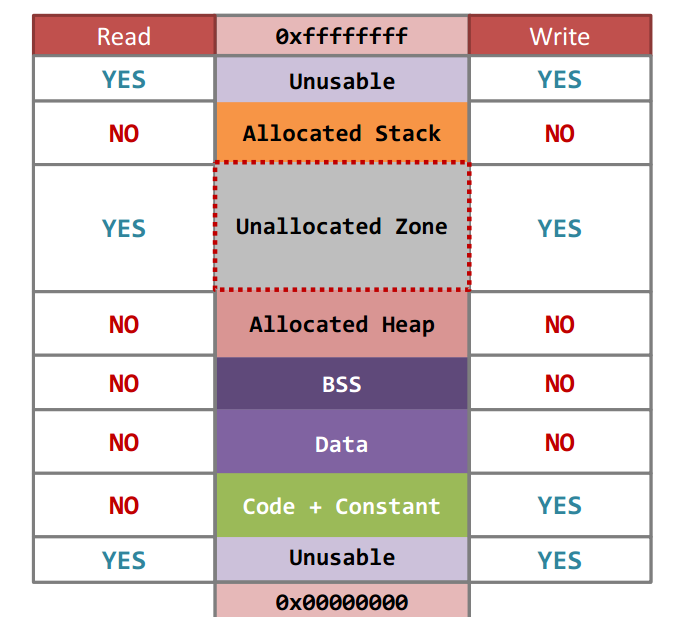 Read 0xffffffff Write
YES Unusable YES
NO Allocated Stack NO
YES Unallocated Zone YES
NO Allocated Heap NO
NO BSS NO
NO Data NO
NO Code + Constant YES
YES Unusable YES
0x00000000